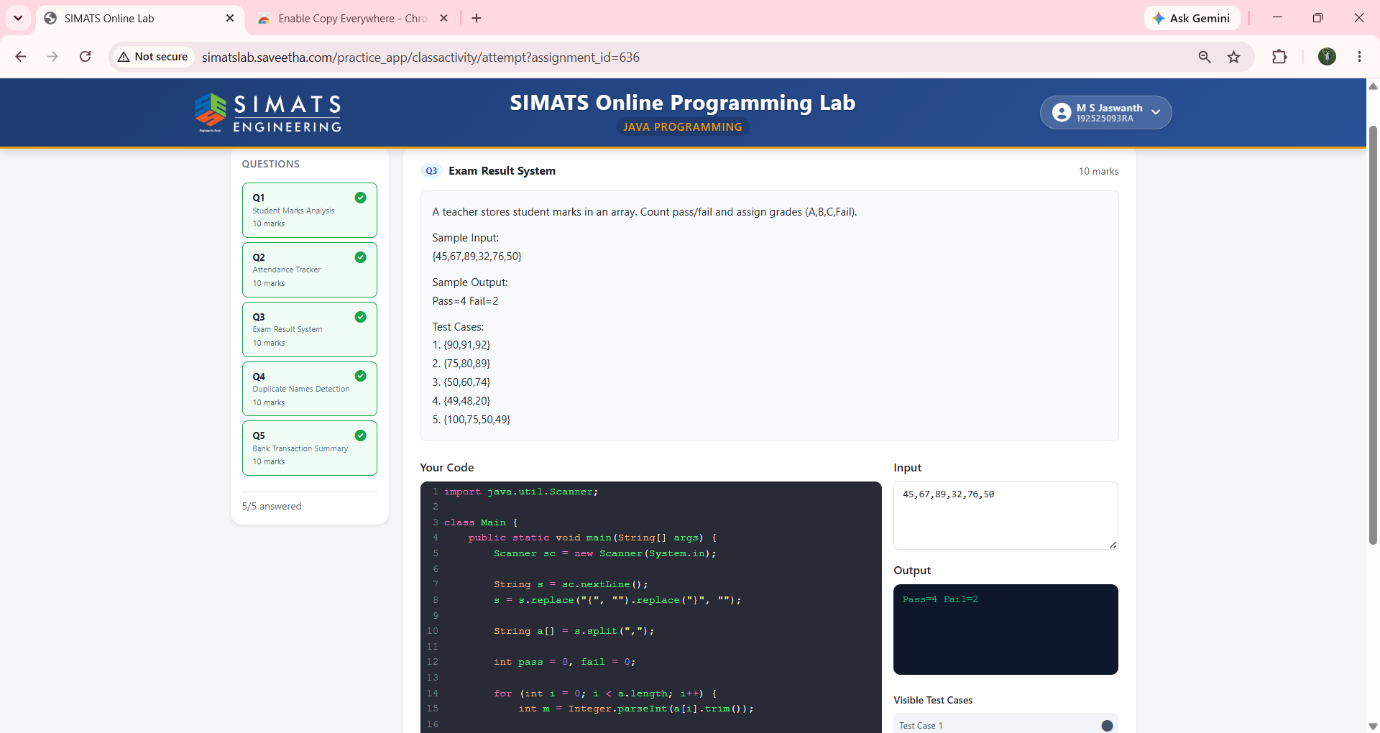 SIMATS Online Lab
Enable Copy Everywhere - Chro
Ask Gemini
Not secure
simatslab.saveetha.com/practice_app/classactivity/attempt?assignment_id=636
SIMATS
ENGINEERING
SIMATS Online Programming Lab
JAVA PROGRAMMING
M S Jaswanth
192525093RA
QUESTIONS
Q1
Student Marks Analysis
10 marks
Q2
Attendance Tracker
10 marks
Q3
Exam Result System
10 marks
Q4
Duplicate Names Detection
10 marks
Q5
Bank Transaction Summary
10 marks
5/5 answered
Q3 Exam Result System 10 marks
A teacher stores student marks in an array. Count pass/fail and assign grades (A,B,C,Fail).
Sample Input:
{45,67,89,32,76,50}
Sample Output:
Pass=4 Fail=2
Test Cases:
1. {90,91,92}
2. {75,80,89}
3. {50,60,74}
4. {49,48,20}
5. {100,75,50,49}
Your Code
1 import java.util.Scanner;
2
3 class Main {
4 public static void main(String[] args) {
5 Scanner sc = new Scanner(System.in);
6
7 String s = sc.nextLine();
8 s = s.replace("{", "").replace("}", "");
9
10 String a[] = s.split(",");
11
12 int pass = 0, fail = 0;
13
14 for (int i = 0; i < a.length; i++) {
15 int m = Integer.parseInt(a[i].trim());
16
Input
45,67,89,32,76,50
Output
Pass=4 Fail=2
Visible Test Cases
Test Case 1